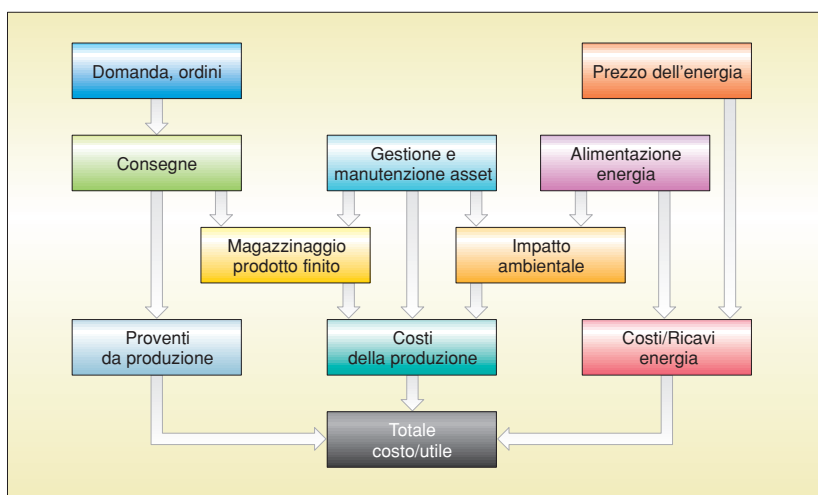 Domanda, ordini
Prezzo dell'energia
Consegne
Gestione e
manutenzione asset
Alimentazione
energia
Magazzinaggio
prodotto finito
Impatto
ambientale
Proventi
da produzione
Costi
della produzione
Costi/Ricavi
energia
Totale
costo/utile